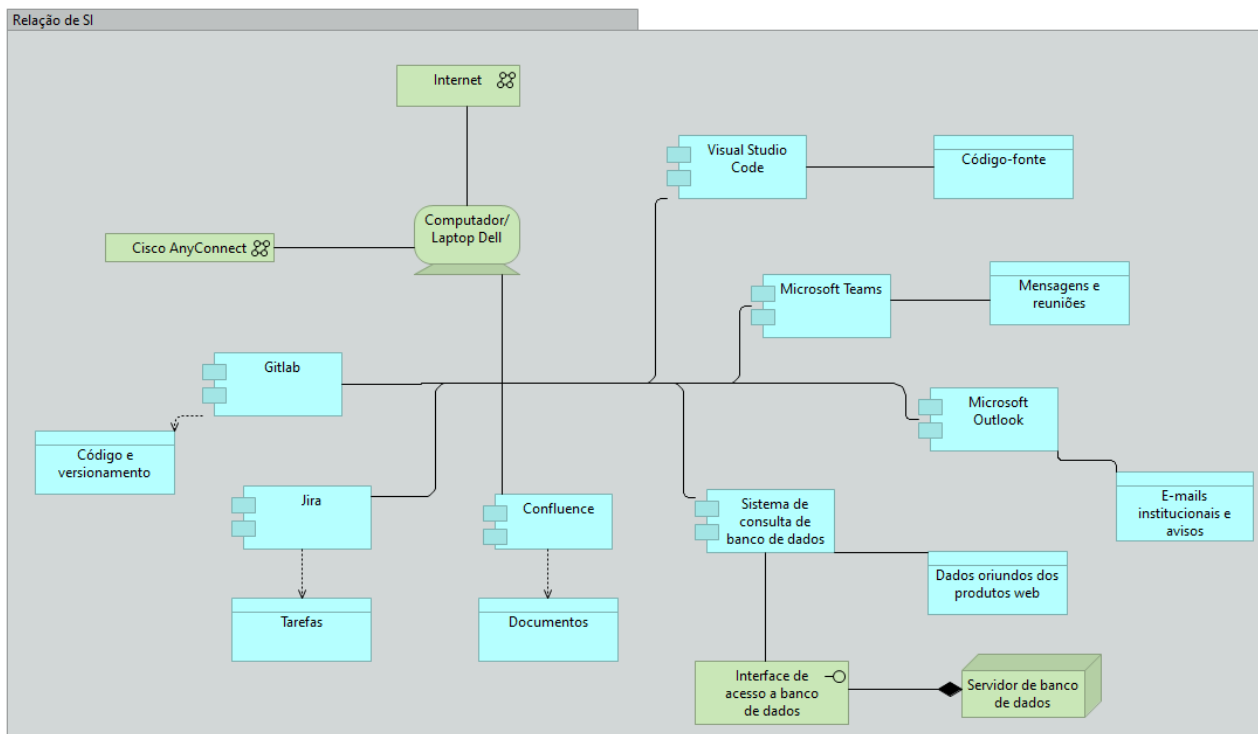 Relação de SI
Internet
Visual Studio
Code
Código-fonte
Computador/
Laptop Dell
Cisco AnyConnect
Microsoft Teams
Mensagens e
reuniões
Gitlab
Microsoft
Outlook
Código e
versionamento
Jira
Confluence
Sistema de
consulta de
banco de dados
E-mails
institucionais e
avisos
Dados oriundos dos
produtos web
Tarefas
Documentos
Interface de
acesso a banco
de dados
Servidor de banco
de dados